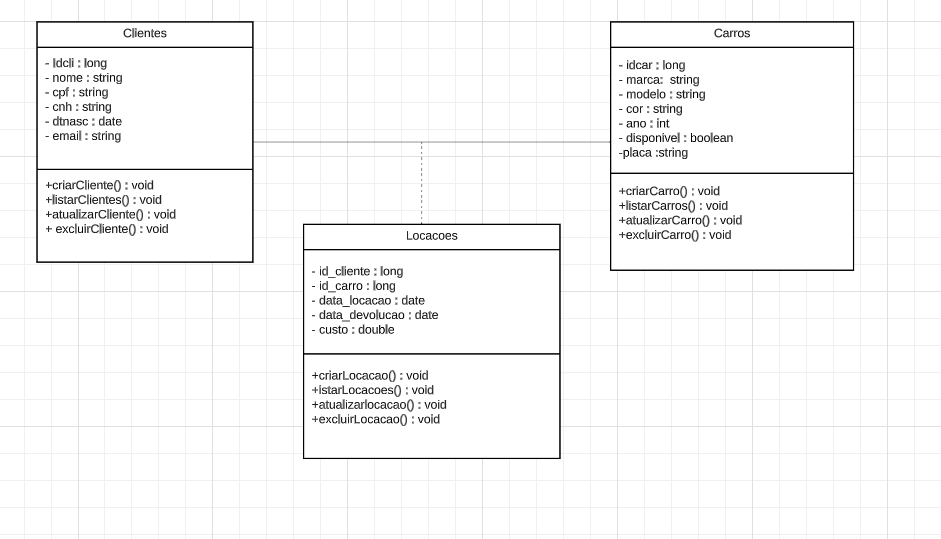 Clientes
- Idcli : long
- nome : string
- cpf : string
- cnh : string
- dtnasc : date
- email : string
+criarCliente() : void
+listarClientes() : void
+atualizarCliente() : void
+ excluirCliente() : void
Carros
- idcar : long
- marca:  string
- modelo : string
- cor : string
- ano : int
- disponivel : boolean
-placa :string
+criarCarro() : void
+listarCarros() : void
+atualizarCarro() : void
+excluirCarro() : void
Locacoes
- id_cliente : long
- id_carro : long
- data_locacao : date
- data_devolucao : date
- custo : double
+criarLocacao() : void
+istarLocacoes() : void
+atualizarlocacao() : void
+excluirLocacao() : void